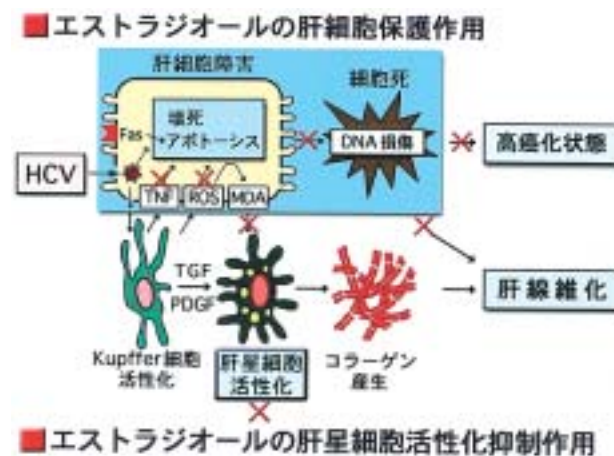 ■エストラジオールの肝細胞保護作用
肝細胞障害
細胞死
壊死
Fas
アポトーシス
DNA損傷
高癌化状態
HCV
TNF
ROS
MDA
TGF
PDGF
肝線維化
Kupffer細胞
活性化
肝星細胞
活性化
コラーゲン
産生
■エストラジオールの肝星細胞活性化抑制作用